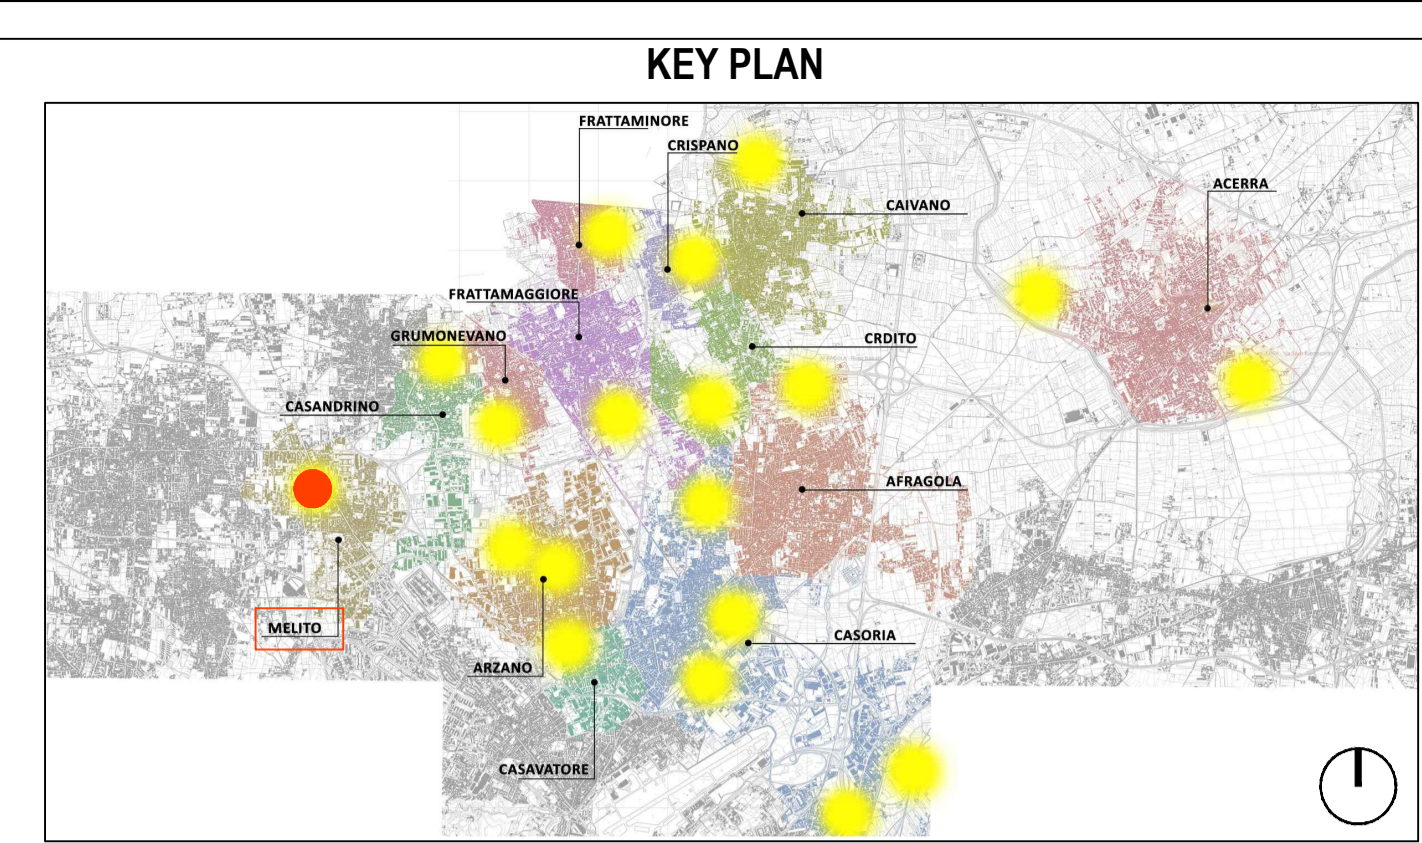 KEY PLAN
FRATTAMINORE
CRISPANO
ACERRA
CAIVANO
FRATTAMAGGIORE
GRUMONEVANO
CRDITO
CASANDRINO
AFRAGOLA
MELITO
CASORIA
ARZANO
CASAVATORE